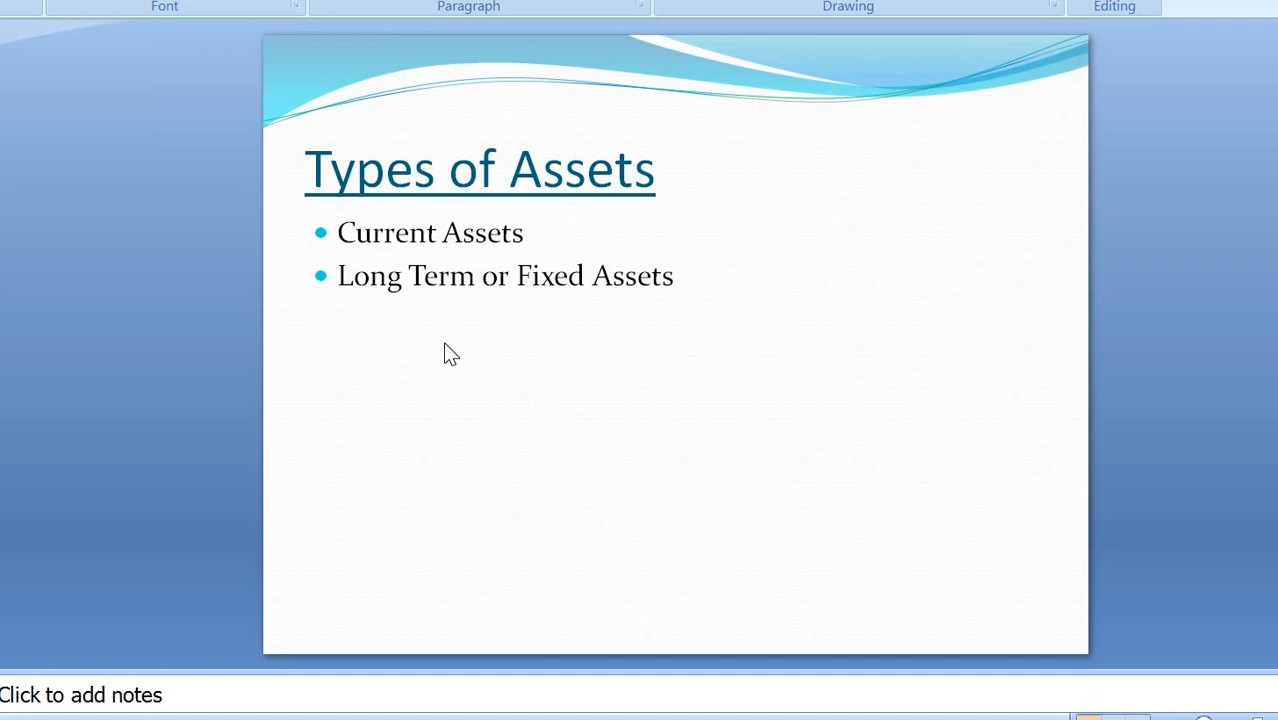 Font Paragraph Drawing Editing
Types of Assets
Current Assets
Long Term or Fixed Assets
Click to add notes